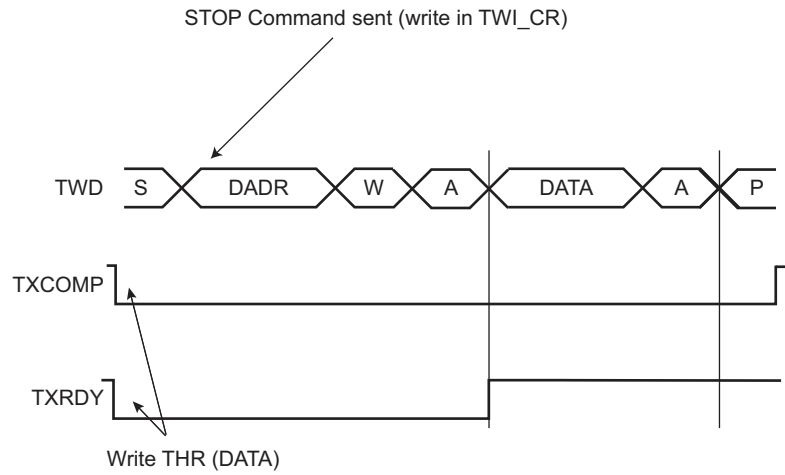 STOP Command sent (write in TWI_CR)
TWD S DADR W A DATA A P
TXCOMP
TXRDY
Write THR (DATA)